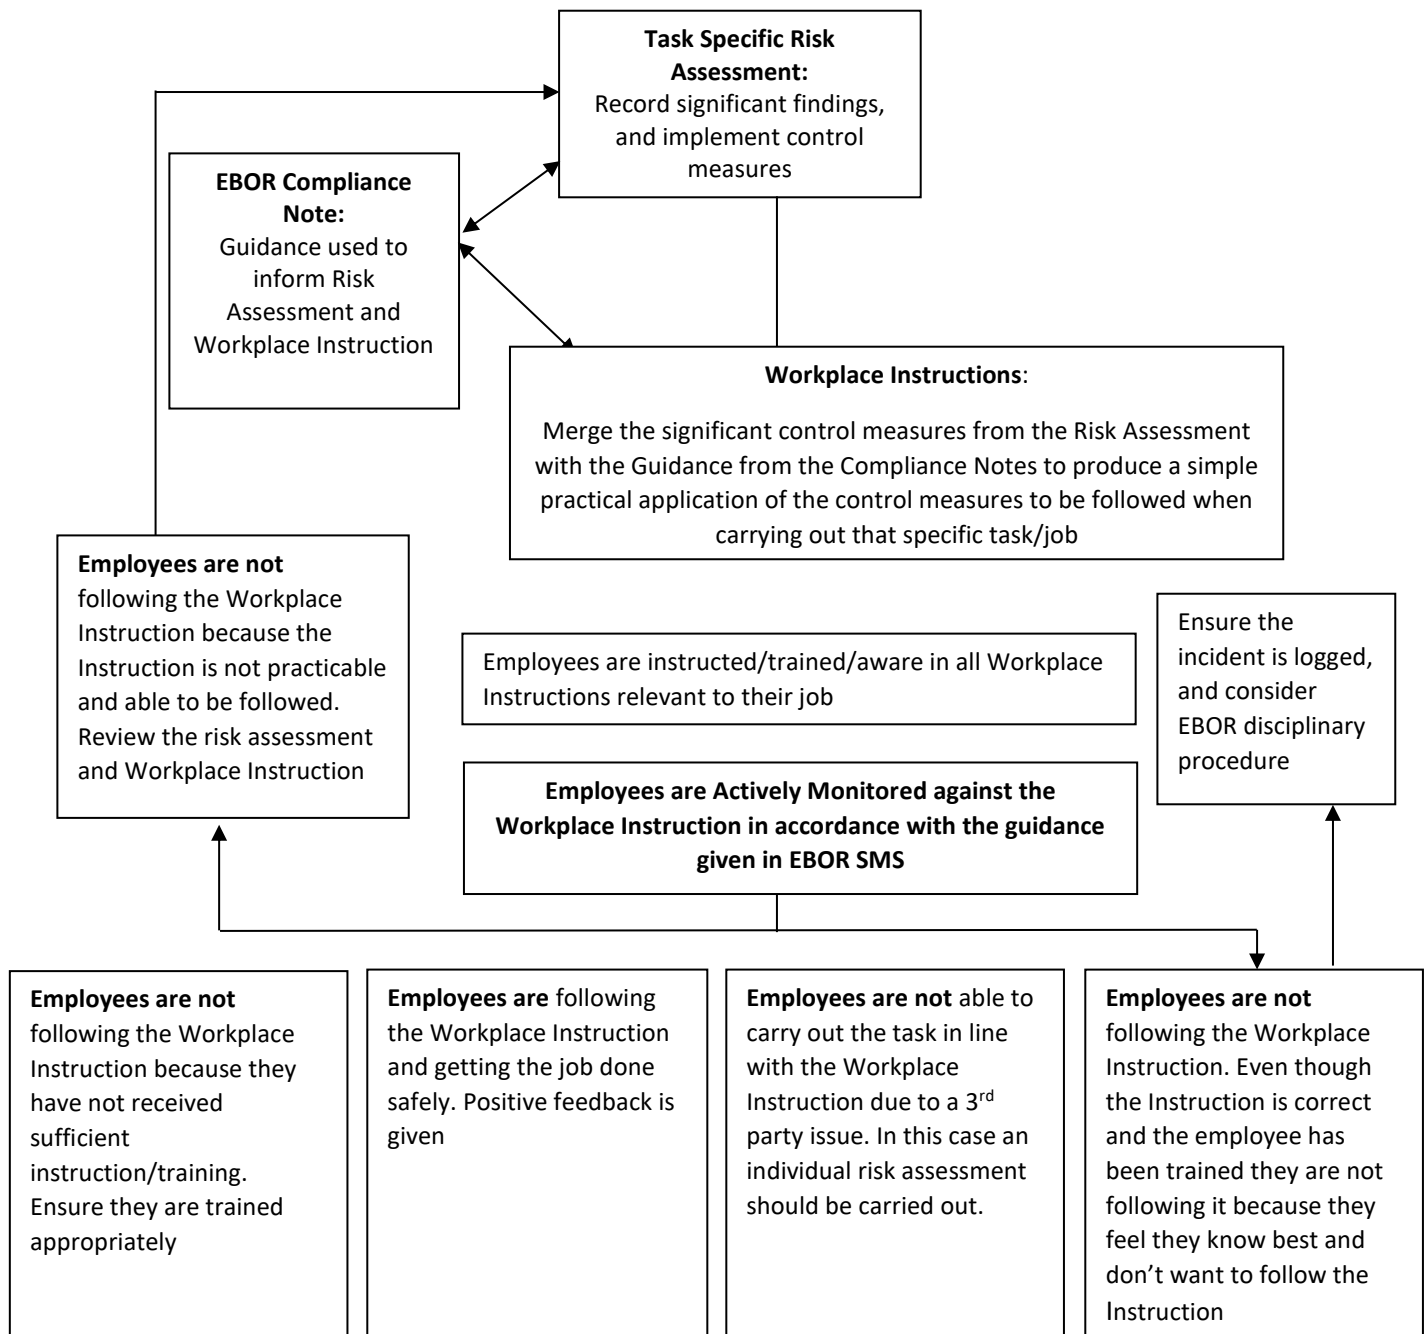 Task Specific Risk
Assessment:
Record significant findings,
and implement control
measures
EBOR Compliance
Note:
Guidance used to
inform Risk
Assessment and
Workplace Instruction
Workplace Instructions:
Merge the significant control measures from the Risk Assessment
with the Guidance from the Compliance Notes to produce a simple
practical application of the control measures to be followed when
carrying out that specific task/job
Employees are not
following the Workplace
Instruction because the
Instruction is not practicable
and able to be followed.
Review the risk assessment
and Workplace Instruction
Employees are instructed/trained/aware in all Workplace
Instructions relevant to their job
Ensure the
incident is logged,
and consider
EBOR disciplinary
procedure
Employees are Actively Monitored against the
Workplace Instruction in accordance with the guidance
given in EBOR SMS
Employees are not
following the Workplace
Instruction because they
have not received
sufficient
instruction/training.
Ensure they are trained
appropriately
Employees are following
the Workplace Instruction
and getting the job done
safely. Positive feedback is
given
Employees are not able to
carry out the task in line
with the Workplace
Instruction due to a 3rd
party issue. In this case an
individual risk assessment
should be carried out.
Employees are not
following the Workplace
Instruction. Even though
the Instruction is correct
and the employee has
been trained they are not
following it because they
feel they know best and
don’t want to follow the
Instruction